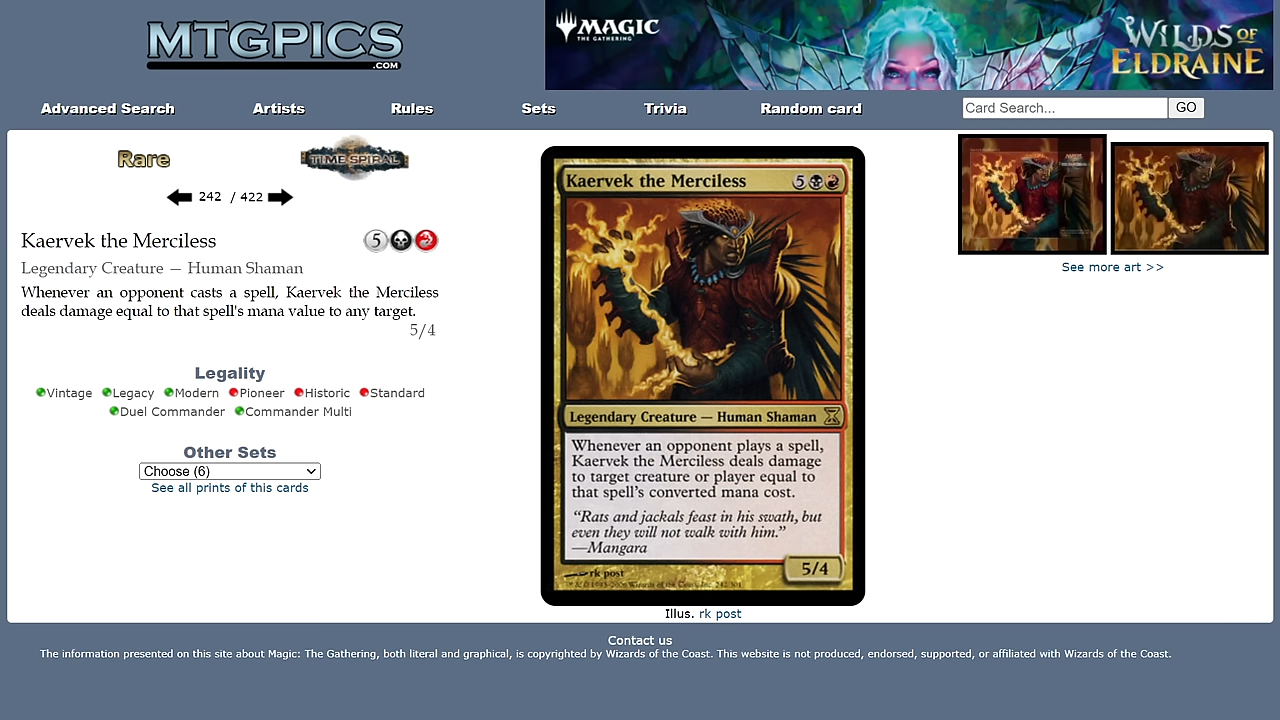 MTGPICS
.COM
MAGIC
THE GATHERING
WILDS OF
ELDRAINE
Advanced Search
Artists
Rules
Sets
Trivia
Random card
Card Search...
GO
Rare
TIME SPIRAL
242 / 422
Kaervek the Merciless
5
Legendary Creature — Human Shaman
Whenever an opponent casts a spell, Kaervek the Merciless
deals damage equal to that spell's mana value to any target.
5/4
Legality
Vintage Legacy Modern Pioneer Historic Standard
Duel Commander Commander Multi
Other Sets
Choose (6)
See all prints of this cards
Kaervek the Merciless
5
Legendary Creature — Human Shaman
Whenever an opponent plays a spell,
Kaervek the Merciless deals damage
to target creature or player equal to
that spell's converted mana cost.
“Rats and jackals feast in his swath, but
even they will not walk with him.”
—Mangara
rk post
5/4
Illus. rk post
See more art >>
Contact us
The information presented on this site about Magic: The Gathering, both literal and graphical, is copyrighted by Wizards of the Coast. This website is not produced, endorsed, supported, or affiliated with Wizards of the Coast.